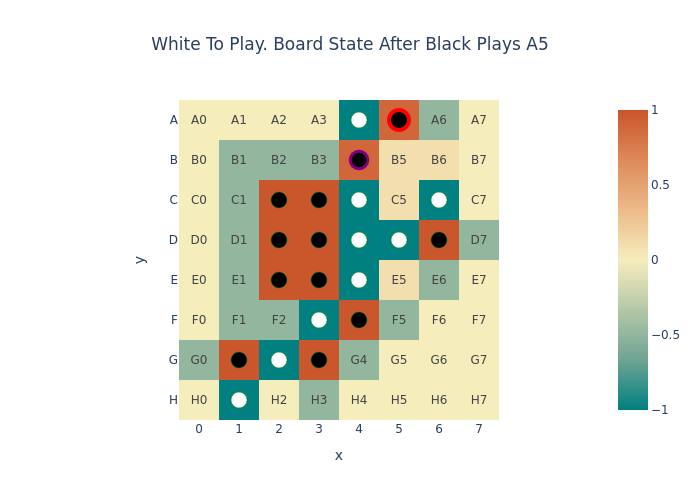 White To Play. Board State After Black Plays A5
A A0 A1 A2 A3 A6 A7
B B0 B1 B2 B3 B5 B6 B7
C C0 C1 C5 C7
D D0 D1 D7
E E0 E1 E5 E6 E7
F F0 F1 F2 F5 F6 F7
G G0 G4 G5 G6 G7
H H0 H2 H3 H4 H5 H6 H7
0 1 2 3 4 5 6 7
x
y
1
0.5
0
−0.5
−1